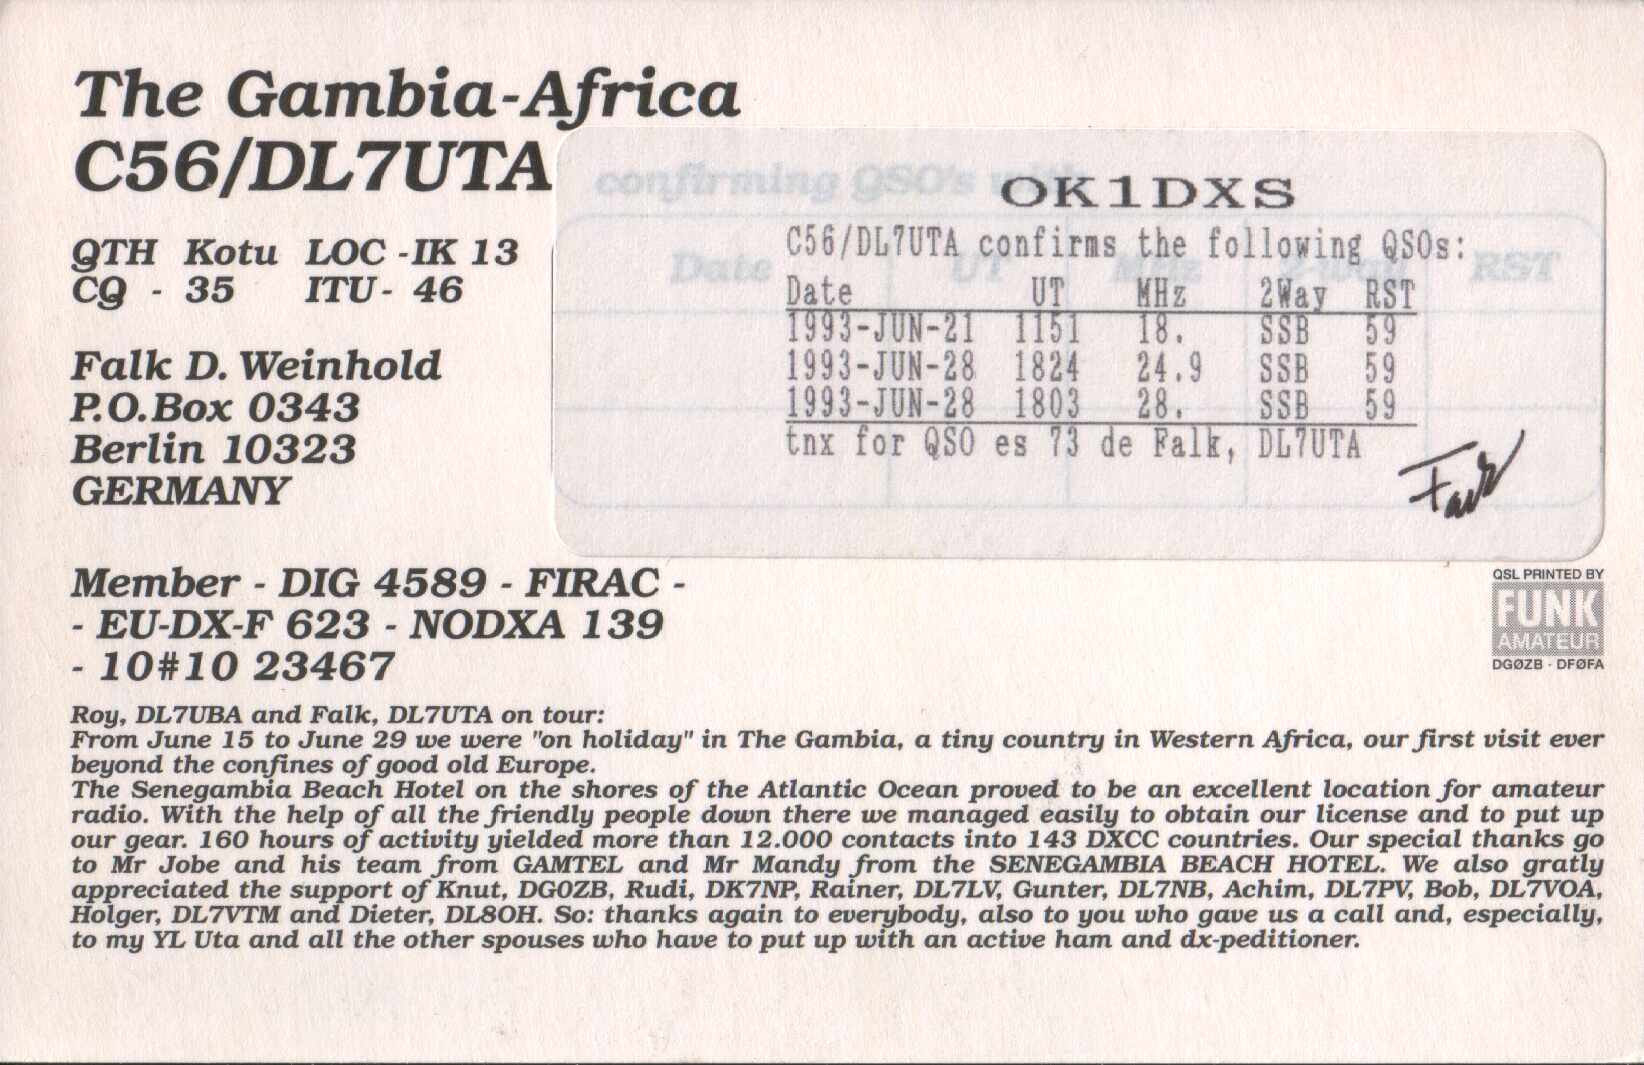 The Gambia-Africa
C56/DL7UTA
QTH Kotu LOC -IK 13
CQ - 35 ITU- 46
Falk D. Weinhold
P.O.Box 0343
Berlin 10323
GERMANY
confirming QSO's with
Date UT MHz 2-way RST
OK1DXS
C56/DL7UTA confirms the following QSOs:
Date UT MHz 2Way RST
1993-JUN-21 1151 18. SSB 59
1993-JUN-28 1824 24.9 SSB 59
1993-JUN-28 1803 28. SSB 59
tnx for QSO es 73 de Falk, DL7UTA
Falk
Member - DIG 4589 - FIRAC -
- EU-DX-F 623 - NODXA 139
- 10#10 23467
QSL PRINTED BY
FUNK
AMATEUR
DGØZB · DFØFA
Roy, DL7UBA and Falk, DL7UTA on tour:
From June 15 to June 29 we were "on holiday" in The Gambia, a tiny country in Western Africa, our first visit ever
beyond the confines of good old Europe.
The Senegambia Beach Hotel on the shores of the Atlantic Ocean proved to be an excellent location for amateur
radio. With the help of all the friendly people down there we managed easily to obtain our license and to put up
our gear. 160 hours of activity yielded more than 12.000 contacts into 143 DXCC countries. Our special thanks go
to Mr Jobe and his team from GAMTEL and Mr Mandy from the SENEGAMBIA BEACH HOTEL. We also gratly
appreciated the support of Knut, DG0ZB, Rudi, DK7NP, Rainer, DL7LV, Gunter, DL7NB, Achim, DL7PV, Bob, DL7VOA,
Holger, DL7VTM and Dieter, DL8OH. So: thanks again to everybody, also to you who gave us a call and, especially,
to my YL Uta and all the other spouses who have to put up with an active ham and dx-peditioner.